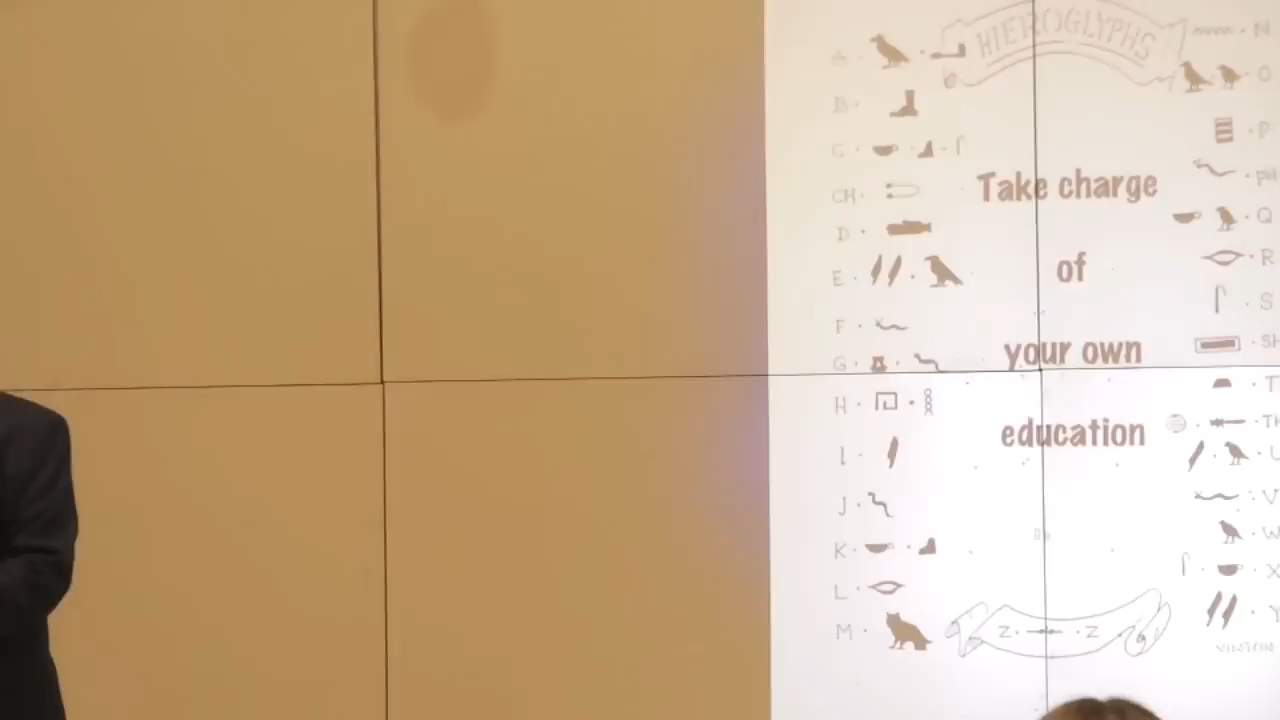 HIEROGLYPHS
A
B
C
CH
D
E
F
G
H
I
J
K
L
M
Take charge
of
your own
education
Z Z
N
O
P
PH
Q
R
S
SH
T
TH
U
V
W
X
Y